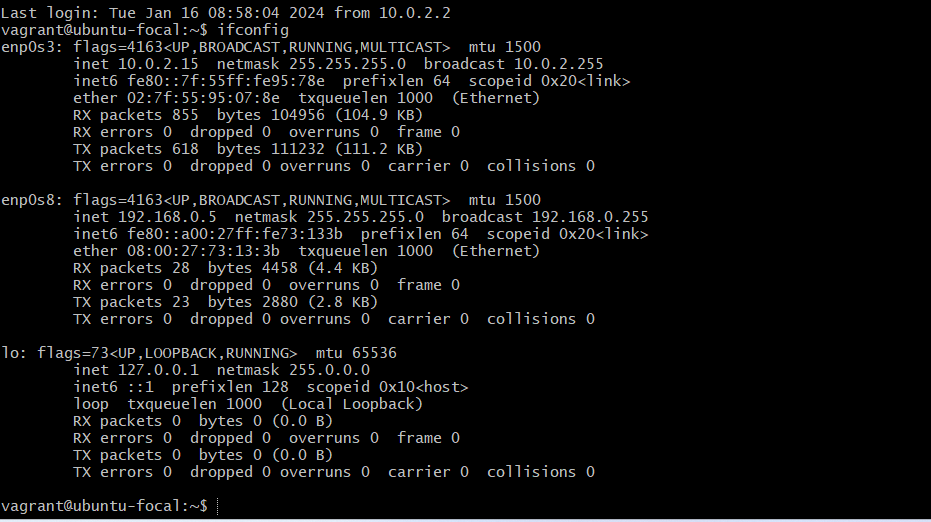 Last login: Tue Jan 16 08:58:04 2024 from 10.0.2.2
vagrant@ubuntu-focal:~$ ifconfig
enp0s3: flags=4163<UP,BROADCAST,RUNNING,MULTICAST>  mtu 1500
        inet 10.0.2.15  netmask 255.255.255.0  broadcast 10.0.2.255
        inet6 fe80::7f:55ff:fe95:78e  prefixlen 64  scopeid 0x20<link>
        ether 02:7f:55:95:07:8e  txqueuelen 1000  (Ethernet)
        RX packets 855  bytes 104956 (104.9 KB)
        RX errors 0  dropped 0  overruns 0  frame 0
        TX packets 618  bytes 111232 (111.2 KB)
        TX errors 0  dropped 0 overruns 0  carrier 0  collisions 0

enp0s8: flags=4163<UP,BROADCAST,RUNNING,MULTICAST>  mtu 1500
        inet 192.168.0.5  netmask 255.255.255.0  broadcast 192.168.0.255
        inet6 fe80::a00:27ff:fe73:133b  prefixlen 64  scopeid 0x20<link>
        ether 08:00:27:73:13:3b  txqueuelen 1000  (Ethernet)
        RX packets 28  bytes 4458 (4.4 KB)
        RX errors 0  dropped 0  overruns 0  frame 0
        TX packets 23  bytes 2880 (2.8 KB)
        TX errors 0  dropped 0 overruns 0  carrier 0  collisions 0

lo: flags=73<UP,LOOPBACK,RUNNING>  mtu 65536
        inet 127.0.0.1  netmask 255.0.0.0
        inet6 ::1  prefixlen 128  scopeid 0x10<host>
        loop  txqueuelen 1000  (Local Loopback)
        RX packets 0  bytes 0 (0.0 B)
        RX errors 0  dropped 0  overruns 0  frame 0
        TX packets 0  bytes 0 (0.0 B)
        TX errors 0  dropped 0 overruns 0  carrier 0  collisions 0

vagrant@ubuntu-focal:~$